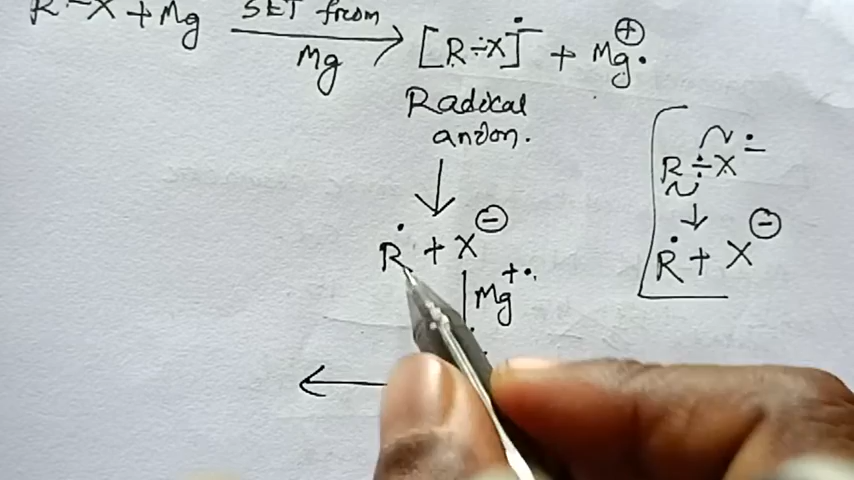 R-X + Mg SET from Mg [R÷X]•− + Mg⊕•
Radical
anion.
R• + X⊖
Mg+•
R÷X•−
R• + X⊖